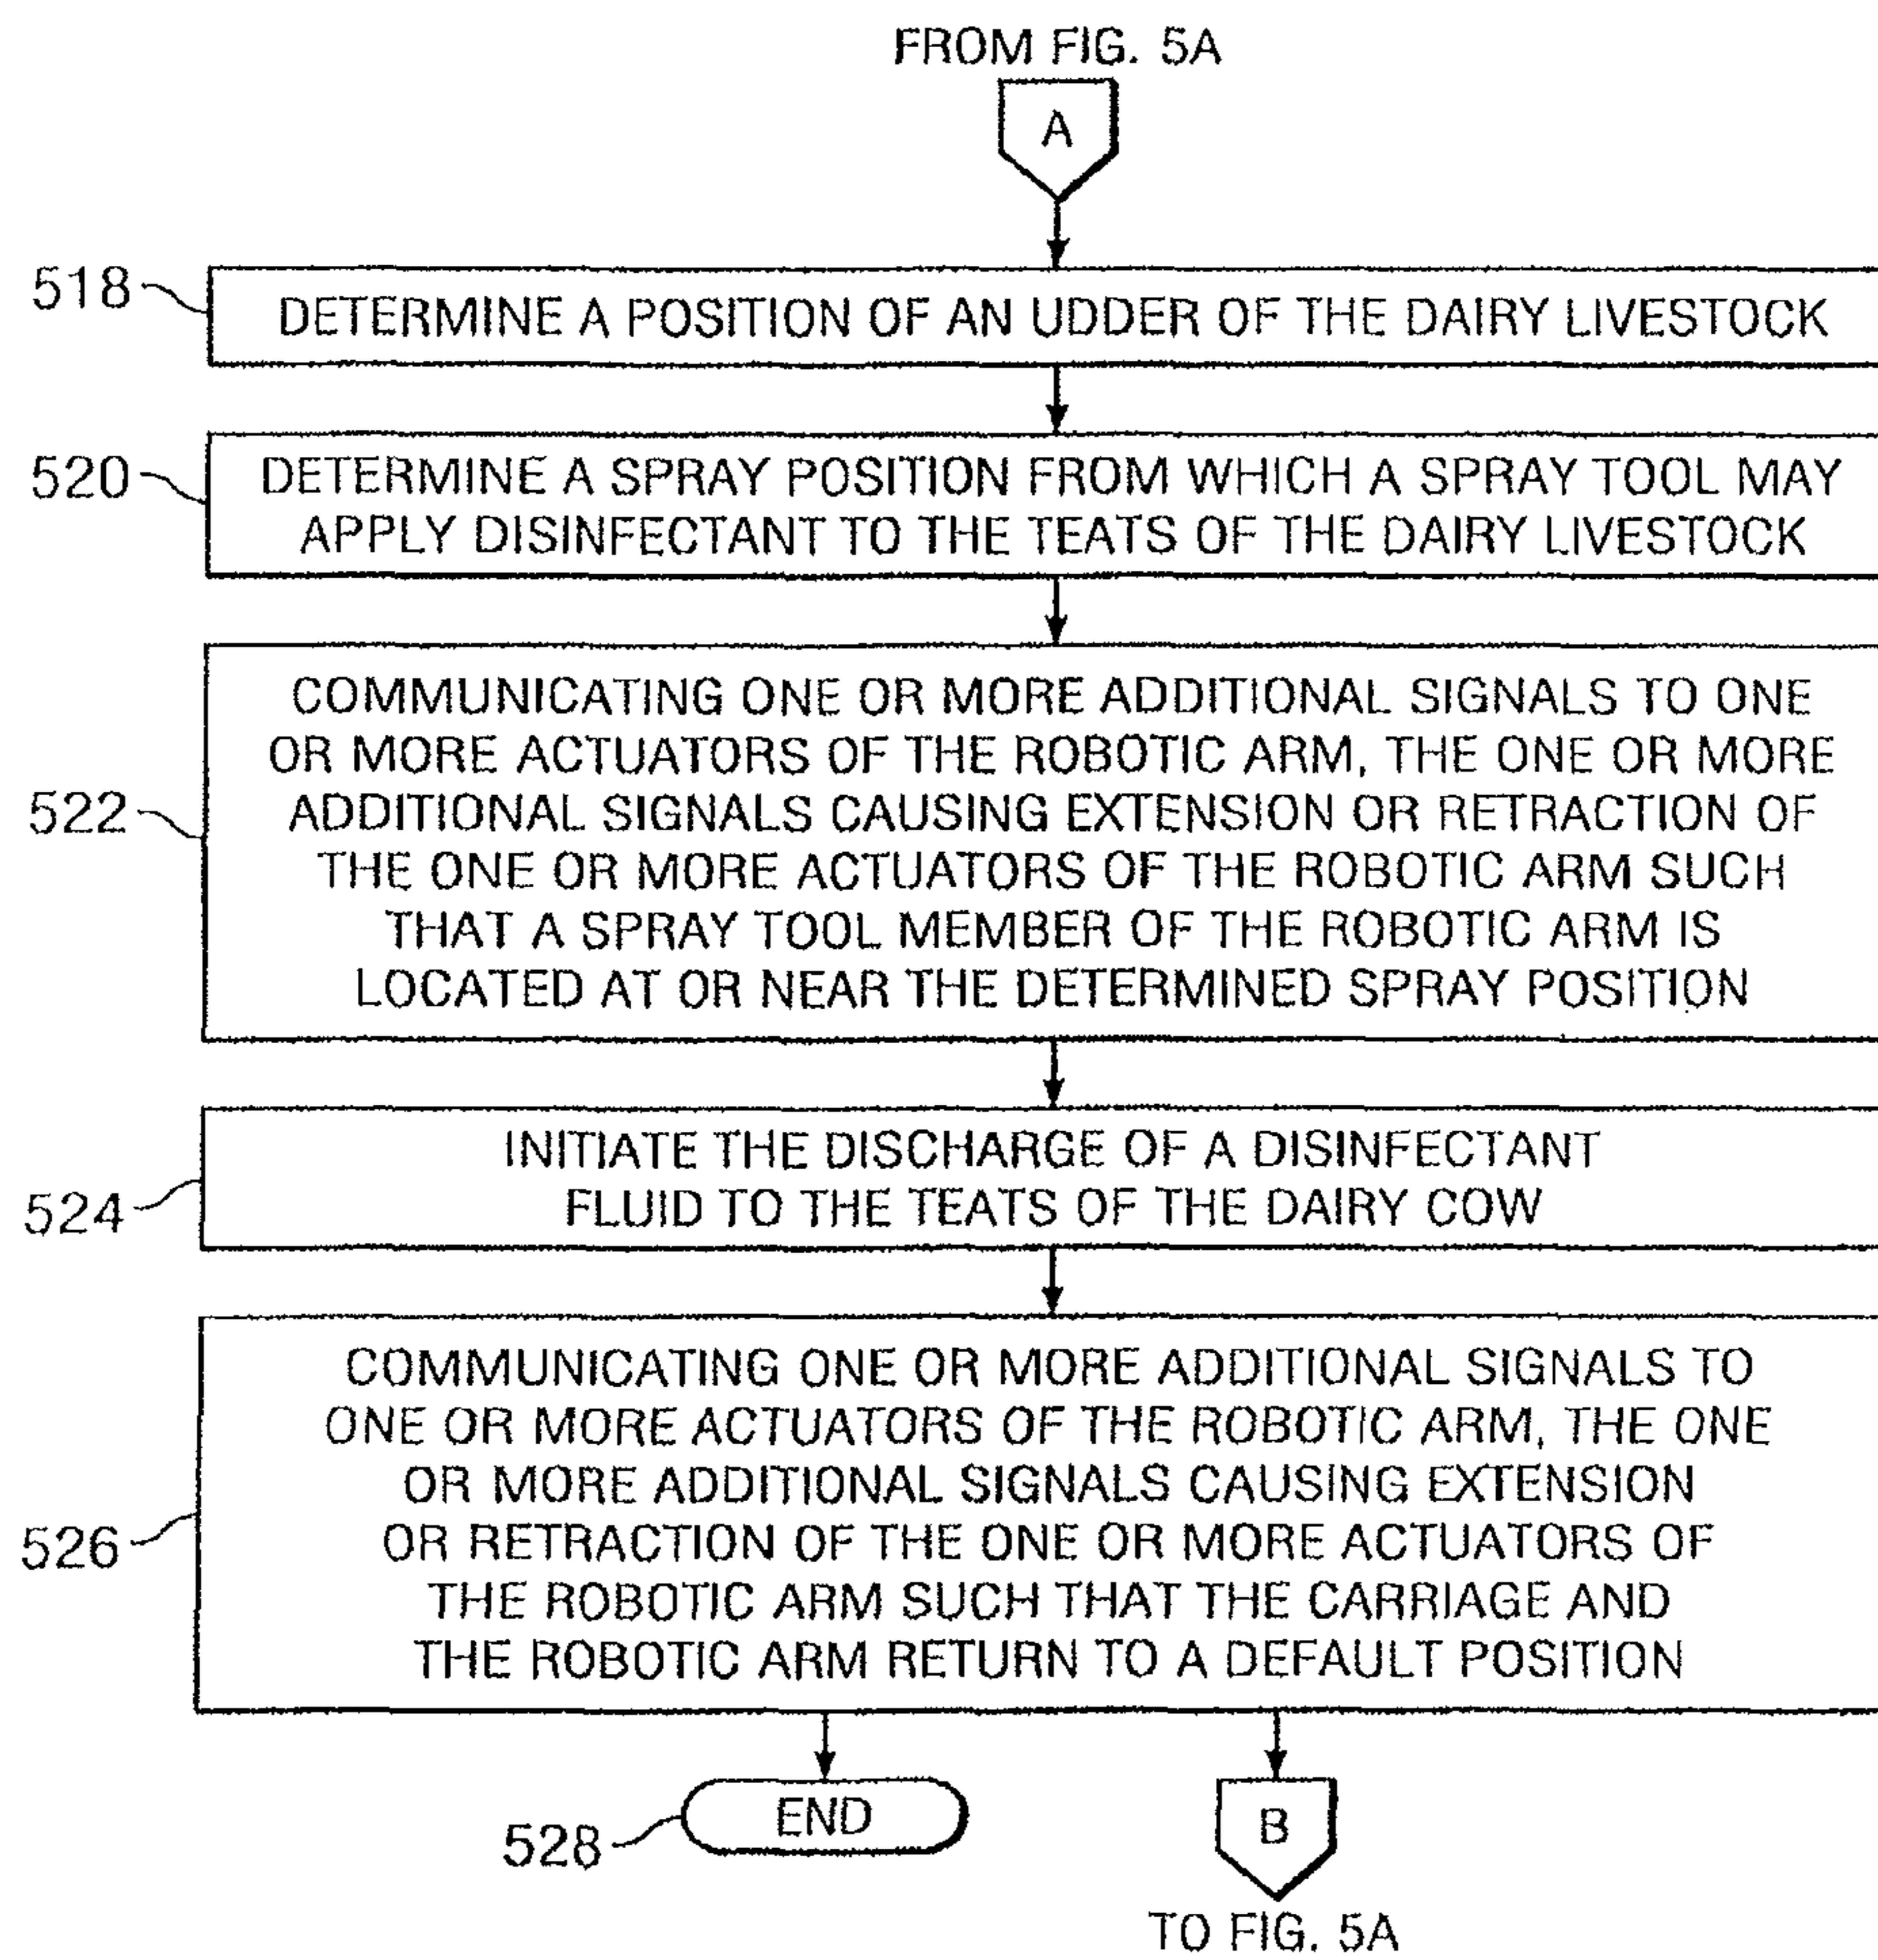 FROM FIG. 5A
A
518
DETERMINE A POSITION OF AN UDDER OF THE DAIRY LIVESTOCK
520
DETERMINE A SPRAY POSITION FROM WHICH A SPRAY TOOL MAY
APPLY DISINFECTANT TO THE TEATS OF THE DAIRY LIVESTOCK
522
COMMUNICATING ONE OR MORE ADDITIONAL SIGNALS TO ONE
OR MORE ACTUATORS OF THE ROBOTIC ARM, THE ONE OR MORE
ADDITIONAL SIGNALS CAUSING EXTENSION OR RETRACTION OF
THE ONE OR MORE ACTUATORS OF THE ROBOTIC ARM SUCH
THAT A SPRAY TOOL MEMBER OF THE ROBOTIC ARM IS
LOCATED AT OR NEAR THE DETERMINED SPRAY POSITION
524
INITIATE THE DISCHARGE OF A DISINFECTANT
FLUID TO THE TEATS OF THE DAIRY COW
526
COMMUNICATING ONE OR MORE ADDITIONAL SIGNALS TO
ONE OR MORE ACTUATORS OF THE ROBOTIC ARM, THE ONE
OR MORE ADDITIONAL SIGNALS CAUSING EXTENSION
OR RETRACTION OF THE ONE OR MORE ACTUATORS OF
THE ROBOTIC ARM SUCH THAT THE CARRIAGE AND
THE ROBOTIC ARM RETURN TO A DEFAULT POSITION
528
END
B
TO FIG. 5A